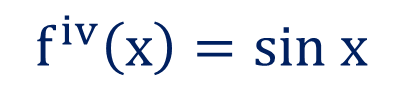 f^iv(x) = sin x